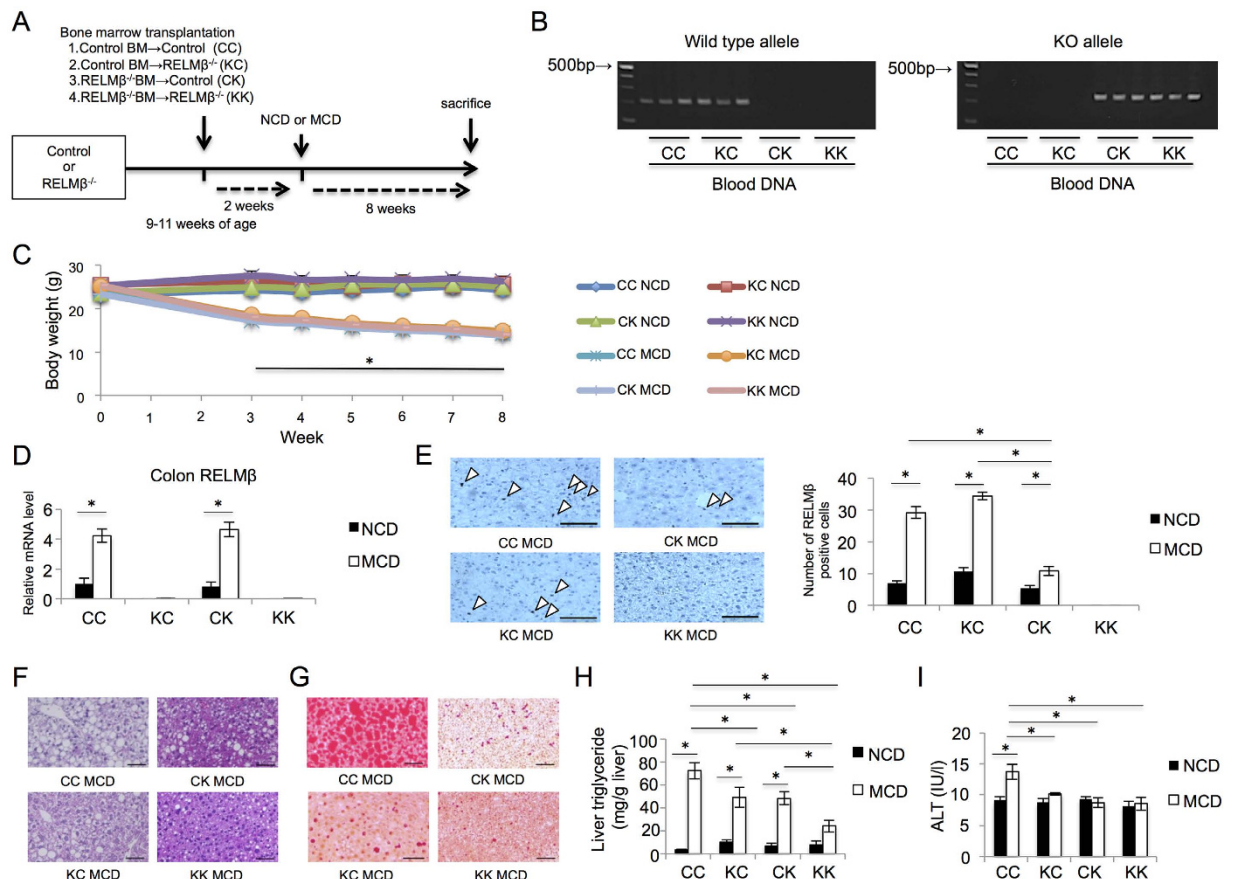 A
Bone marrow transplantation
1.Control BM→Control (CC)
2.Control BM→RELMβ-/- (KC)
3.RELMβ-/-BM→Control (CK)
4.RELMβ-/-BM→RELMβ-/- (KK)
NCD or MCD
sacrifice
Control
or
RELMβ-/-
2 weeks
8 weeks
9-11 weeks of age
B
Wild type allele
KO allele
500bp→
500bp→
CC KC CK KK
CC KC CK KK
Blood DNA
Blood DNA
C
Body weight (g)
30
20
10
0
*
0 1 2 3 4 5 6 7 8
Week
CC NCD
KC NCD
CK NCD
KK NCD
CC MCD
KC MCD
CK MCD
KK MCD
D
Colon RELMβ
Relative mRNA level
6
4
2
0
* *
CC KC CK KK
NCD
MCD
E
CC MCD
CK MCD
KC MCD
KK MCD
Number of RELMβ
positive cells
40
30
20
10
0
*
*
* * *
CC KC CK KK
NCD
MCD
F
CC MCD
CK MCD
KC MCD
KK MCD
G
CC MCD
CK MCD
KC MCD
KK MCD
H
Liver triglyceride
(mg/g liver)
100
80
60
40
20
0
*
*
* *
* * * *
CC KC CK KK
NCD
MCD
I
ALT (IU/l)
20
15
10
5
0
*
*
* *
CC KC CK KK
NCD
MCD